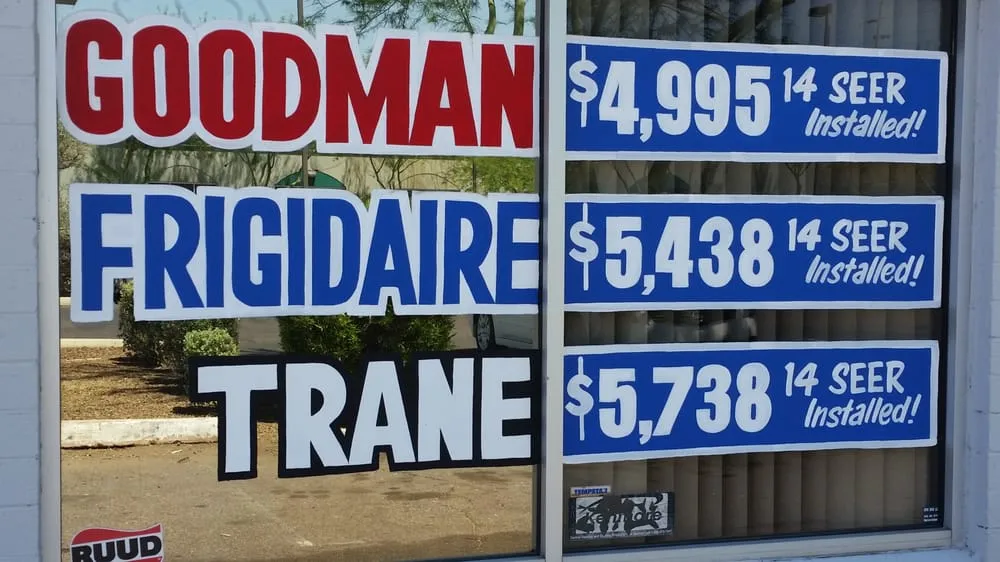 GOODMAN
$4,995 14 SEER
Installed!
FRIGIDAIRE
$5,438 14 SEER
Installed!
TRANE
$5,738 14 SEER
Installed!
Kenmore
RUUD